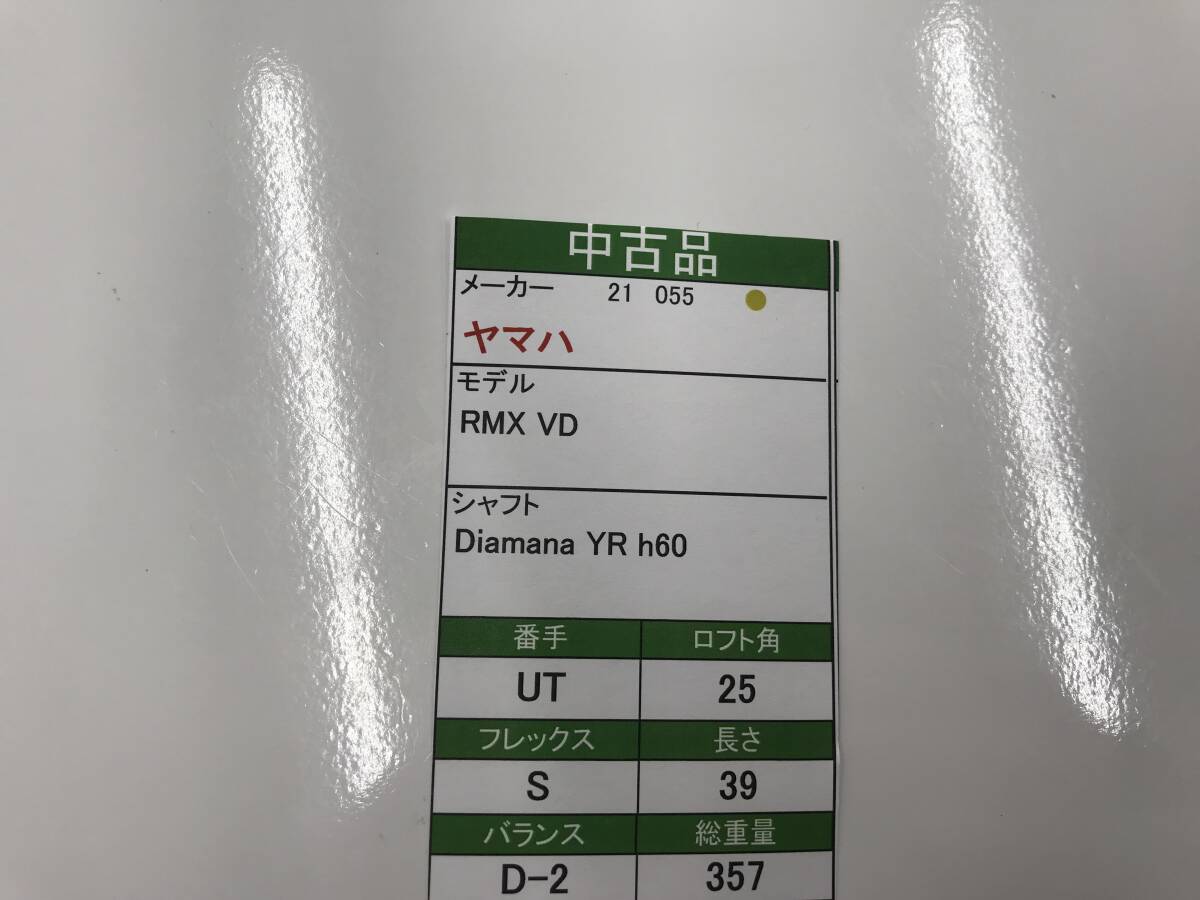 中古品
メーカー 21 055
ヤマハ
モデル
RMX VD
シャフト
Diamana YR h60
番手 ロフト角
UT 25
フレックス 長さ
S 39
バランス 総重量
D-2 357